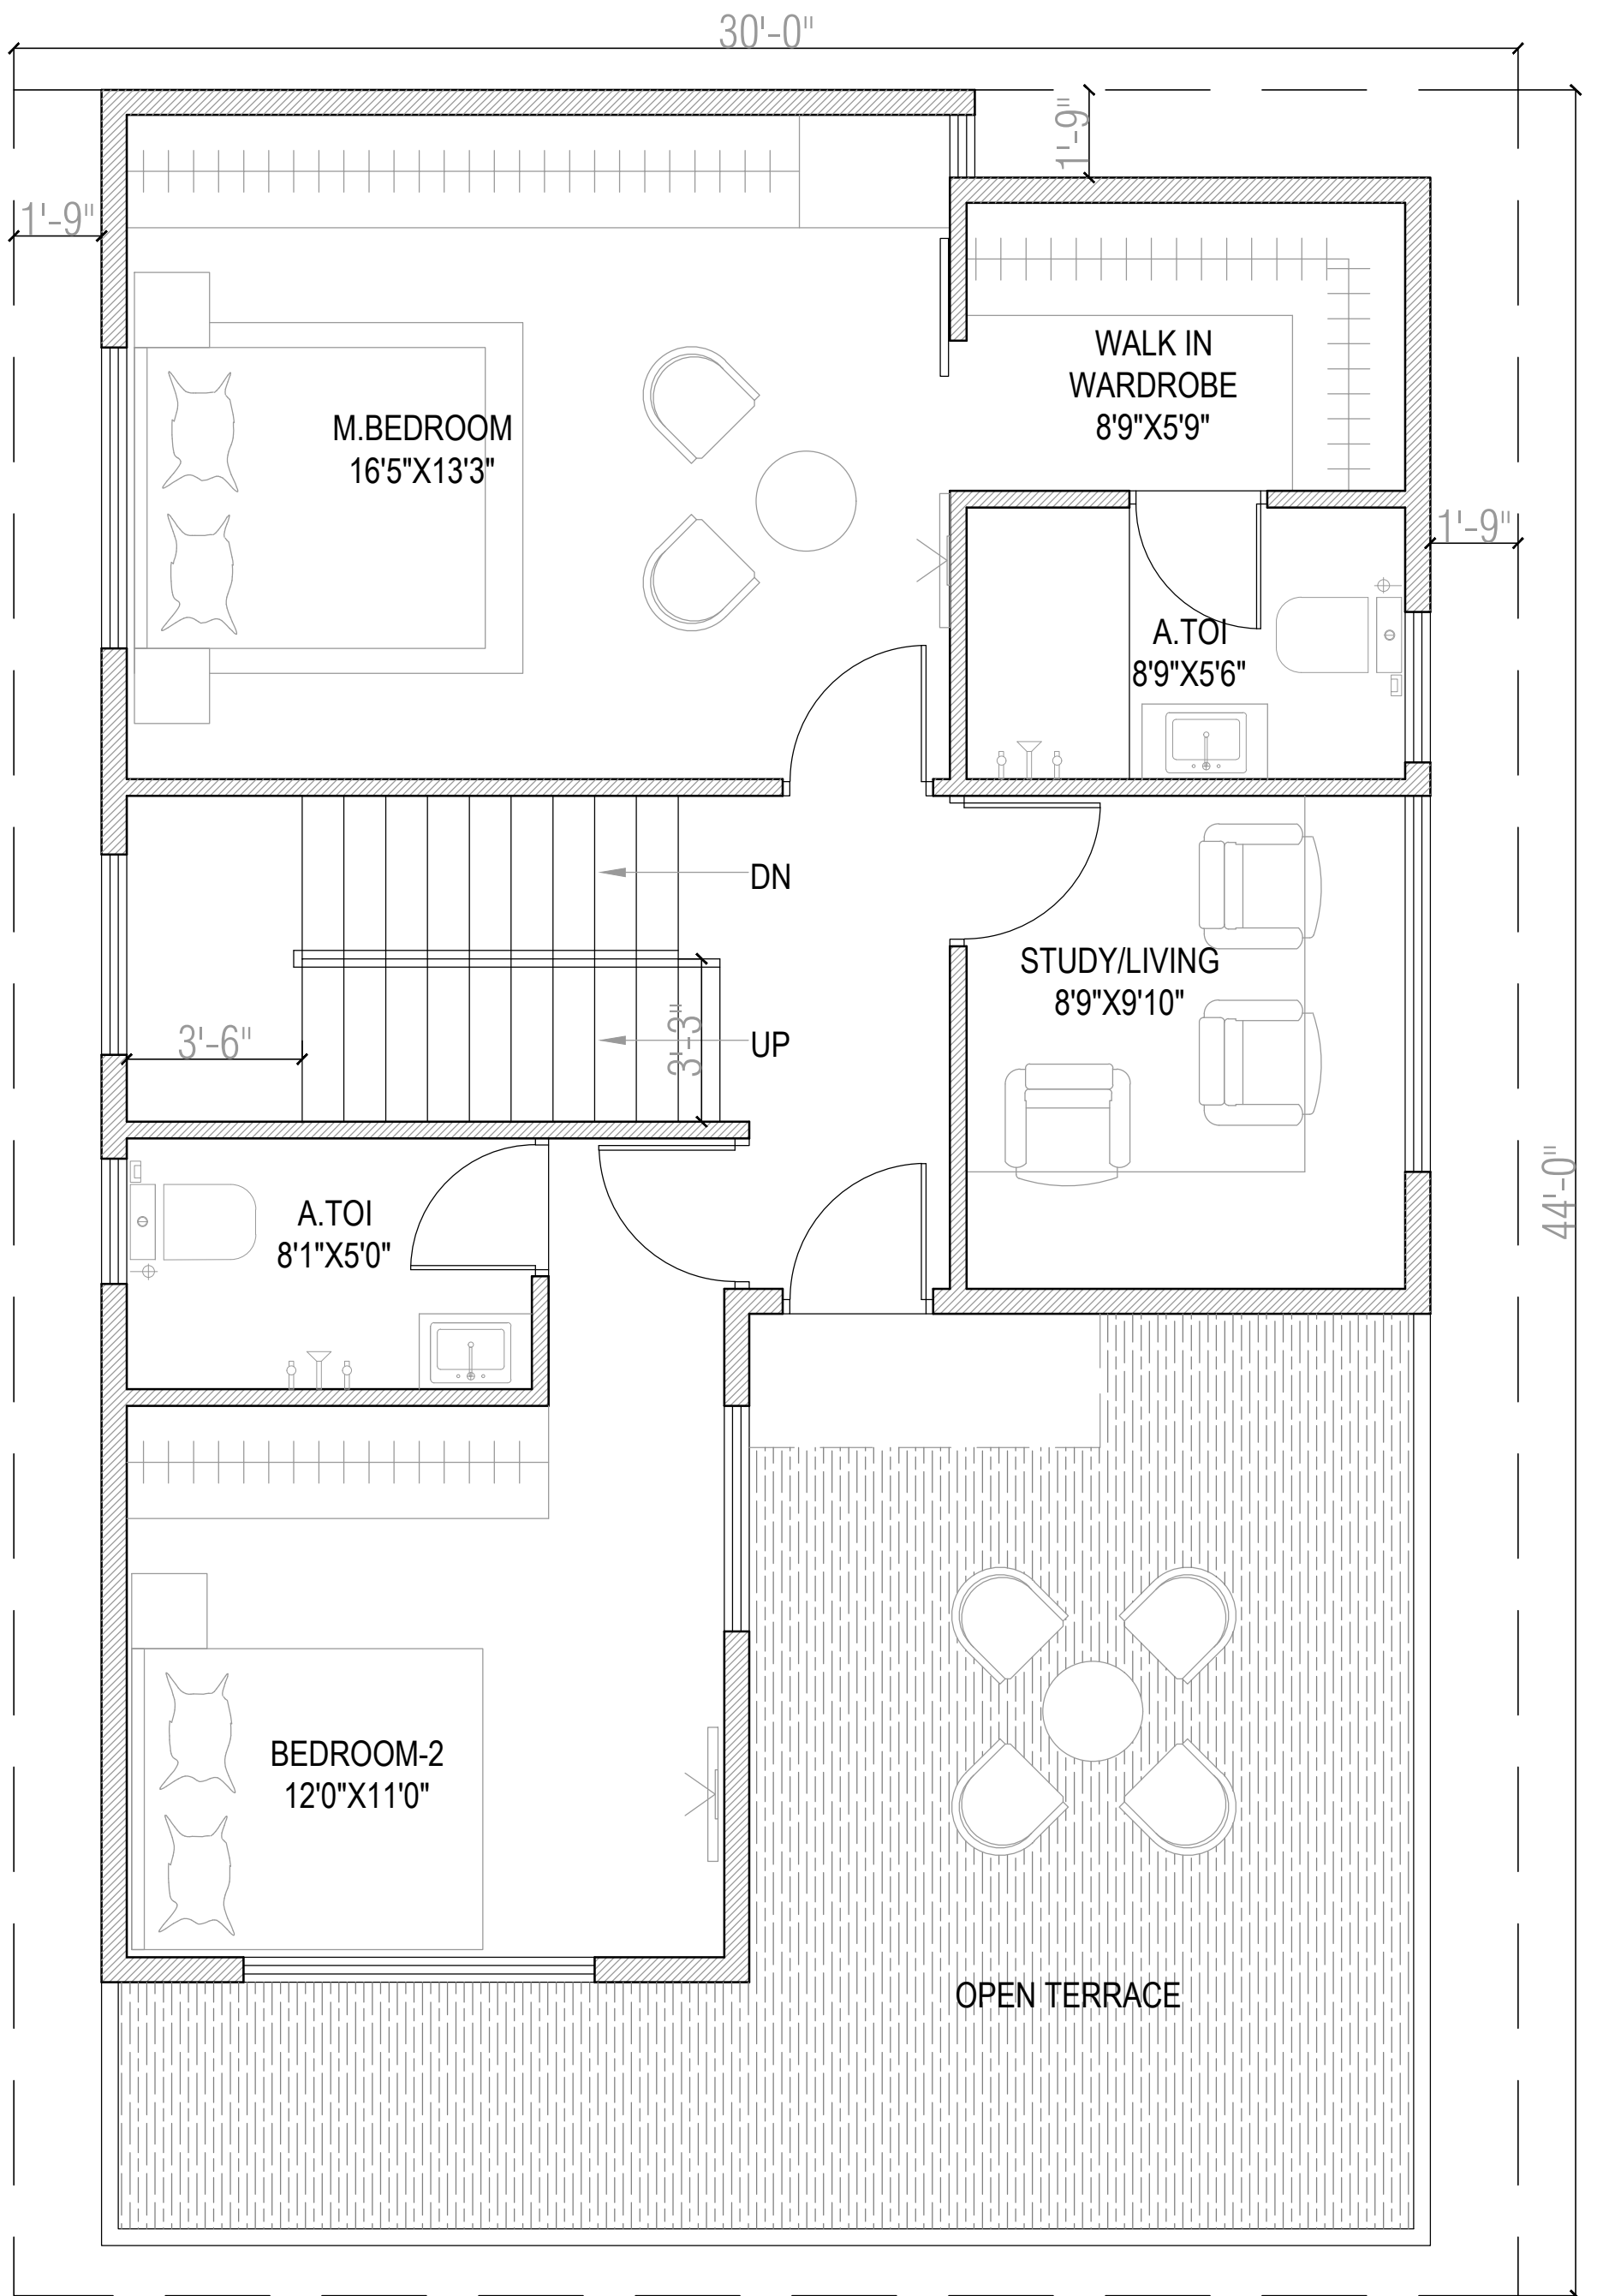 30'-0"
1'-9"
1'-9"
WALK IN
WARDROBE
8'9"X5'9"
M.BEDROOM
16'5"X13'3"
1'-9"
A.TOI
8'9"X5'6"
DN
STUDY/LIVING
8'9"X9'10"
3'-6"
3'-3"
UP
44'-0"
A.TOI
8'1"X5'0"
BEDROOM-2
12'0"X11'0"
OPEN TERRACE